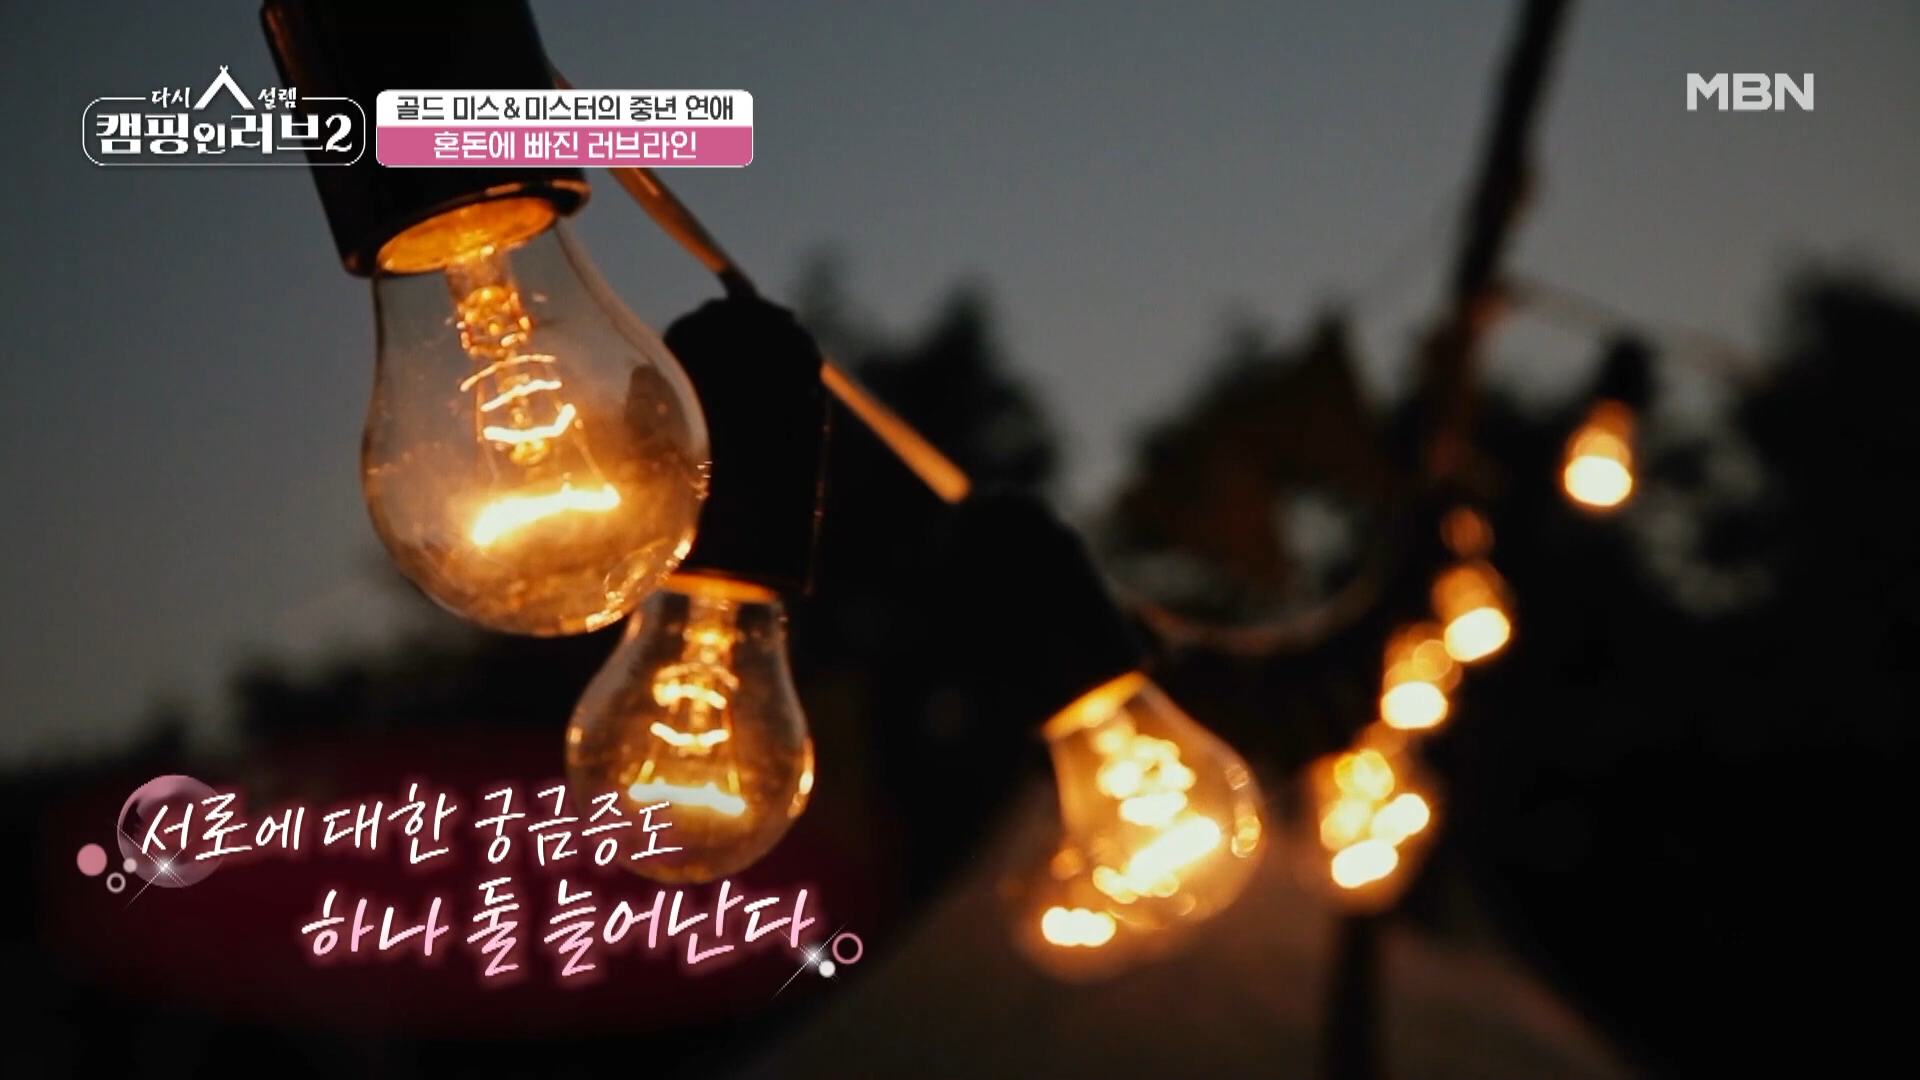 다시 설렘
캠핑인러브2
골드 미스&미스터의 중년 연애
혼돈에 빠진 러브라인
MBN
서로에 대한 궁금증도
하나 둘 늘어난다